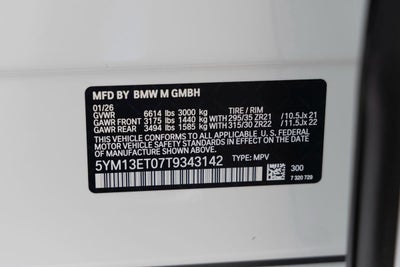 MFD BY BMW M GMBH
01/26
GVWR 6614 lbs 3000 kg TIRE / RIM
GAWR FRONT 3175 lbs 1440 kg 295/35 ZR21 / 10.5Jx 21
GAWR REAR 3494 lbs 1585 kg 315/30 ZR22 / 11.5Jx 22
THIS VEHICLE CONFORMS TO ALL APPLICABLE U.S. FEDERAL
MOTOR VEHICLE SAFETY STANDARDS IN EFFECT ON THE
DATE OF MANUFACTURE SHOWN ABOVE.
5YM13ET07T9343142 TYPE: MPV
300
7 320 729